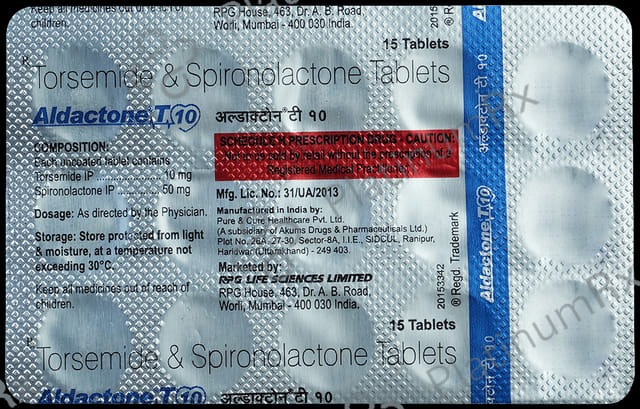 Keep all medicines out of reach of
children.
RPG House, 463, Dr. A. B. Road,
Worli, Mumbai - 400 030 India.
2015
® R
15 Tablets
Torsemide & Spironolactone Tablets
Aldactone T 10
अल्डाक्टोन® टी १०
COMPOSITION:
Each uncoated tablet contains
Torsemide IP ..................... 10 mg
Spironolactone IP ............. 50 mg
Dosage: As directed by the Physician.
Storage: Store protected from light
& moisture, at a temperature not
exceeding 30°C.
Keep all medicines out of reach of
children.
SCHEDULE H PRESCRIPTION DRUG - CAUTION:
Not to be sold by retail without the prescription of a
Registered Medical Practitioner.
Mfg. Lic. No.: 31/UA/2013
Manufactured in India by:
Pure & Cure Healthcare Pvt. Ltd.
(A subsidiary of Akums Drugs & Pharmaceuticals Ltd.)
Plot No. 26A, 27-30, Sector-8A, I.I.E., SIDCUL, Ranipur,
Haridwar (Uttarakhand) - 249 403.
Marketed by:
RPG LIFE SCIENCES LIMITED
RPG House, 463, Dr. A. B. Road,
Worli, Mumbai - 400 030 India.
20153342
® Regd. Trademark
15 Tablets
Torsemide & Spironolactone Tablets
Aldactone T 10
अल्डाक्टोन® टी १०
Aldactone
अल्डाक्टोन® टी १०
Aldactone T 10
टी १०
PlatinumRx